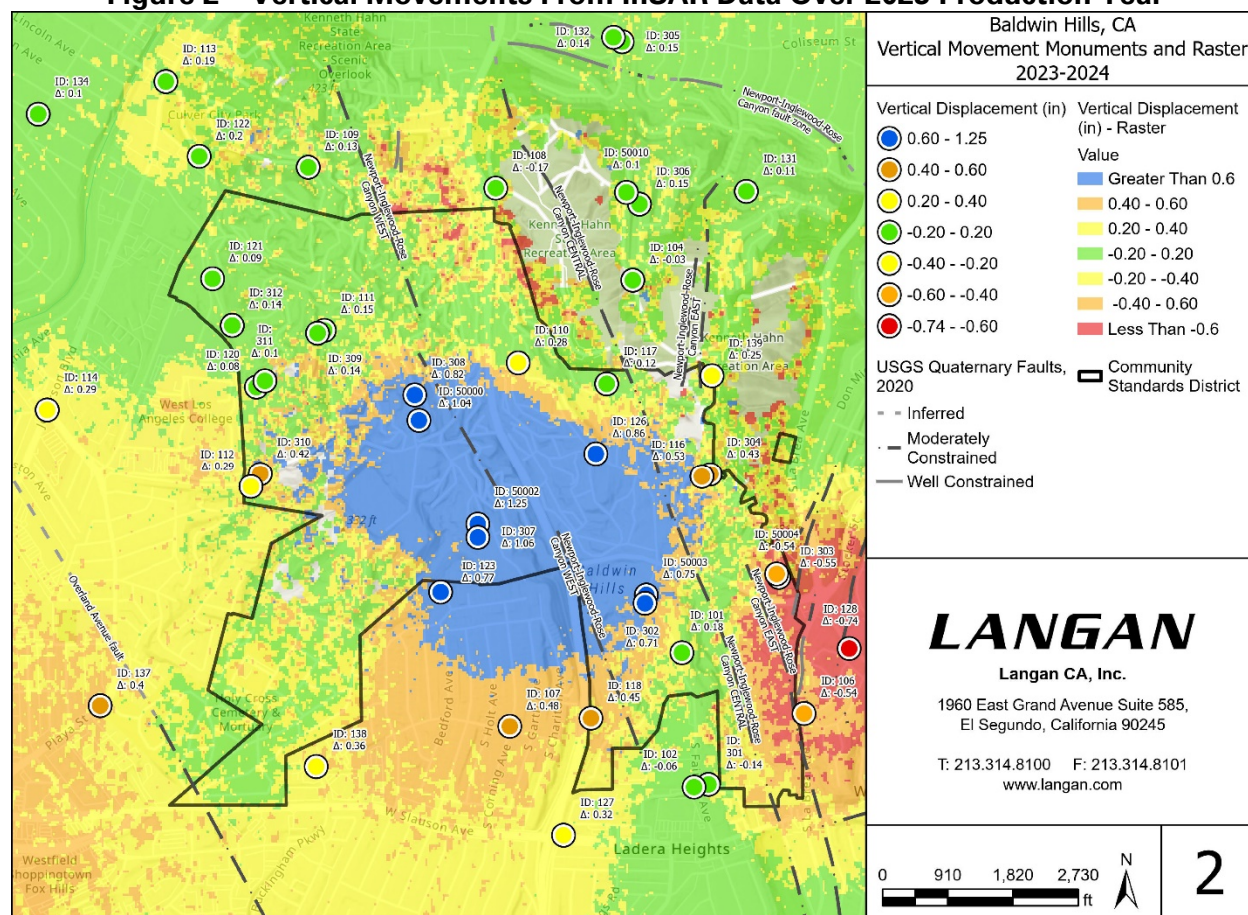 Figure 2 – Vertical Movements From InSAR Data Over 2023 Production Year
Kenneth Hahn
State
Recreation Area
- Scenic
Overlook
Coliseum St
ID: 132
Δ: 0.14
ID: 305
Δ: 0.15
ID: 113
Δ: 0.19
ID: 134
Δ: 0.1
Culver City Park
ID: 122
Δ: 0.2
ID: 109
Δ: 0.13
ID: 108
Δ: -0.17
ID: 50010
Δ: 0.1
ID: 306
Δ: 0.15
ID: 131
Δ: 0.11
Newport-Inglewood-Rose
Canyon fault zone
Newport-Inglewood-Rose
Canyon WEST
Newport-Inglewood-Rose
Canyon CENTRAL
Newport-Inglewood-Rose
Canyon EAST
ID: 121
Δ: 0.09
ID: 104
Δ: -0.03
ID: 312
Δ: 0.14
ID: 111
Δ: 0.15
ID:
311
Δ: 0.1
ID: 120
Δ: 0.08
ID: 309
Δ: 0.14
ID: 110
Δ: 0.28
ID: 117
Δ: 0.12
ID: 139
Δ: 0.25
ID: 114
Δ: 0.29
West Los
Angeles College
ID: 308
Δ: 0.82
ID: 50000
Δ: 1.04
ID: 126
Δ: 0.86
ID: 116
Δ: 0.53
ID: 304
Δ: 0.43
ID: 112
Δ: 0.29
ID: 310
Δ: 0.42
ID: 50002
Δ: 1.25
ID: 307
Δ: 1.06
ID: 123
Δ: 0.77
Baldwin
Hills
Newport-Inglewood-Rose
Canyon WEST
ID: 50003
Δ: 0.75
ID: 302
Δ: 0.71
ID: 50004
Δ: -0.54
ID: 303
Δ: -0.55
ID: 128
Δ: -0.74
ID: 106
Δ: -0.54
ID: 101
Δ: 0.18
Newport-Inglewood-Rose
Canyon CENTRAL
Newport-Inglewood-Rose
Canyon EAST
Overland Avenue fault
ID: 137
Δ: 0.4
Holy Cross
Cemetery &
Mortuary
ID: 138
Δ: 0.36
Bedford Ave
S Holt Ave
S Corning Ave
ID: 107
Δ: 0.48
ID: 118
Δ: 0.45
ID: 102
Δ: -0.06
ID:
301
Δ: -0.14
ID: 127
Δ: 0.32
W Slauson Ave
Ladera Heights
Westfield
Shoppingtown
Fox Hills
Baldwin Hills, CA
Vertical Movement Monuments and Raster
2023-2024
Vertical Displacement (in)
0.60 - 1.25
0.40 - 0.60
0.20 - 0.40
-0.20 - 0.20
-0.40 - -0.20
-0.60 - -0.40
-0.74 - -0.60
USGS Quaternary Faults,
2020
Inferred
Moderately
Constrained
Well Constrained
Vertical Displacement
(in) - Raster
Value
Greater Than 0.6
0.40 - 0.60
0.20 - 0.40
-0.20 - 0.20
-0.20 - -0.40
-0.40 - 0.60
Less Than -0.6
Community
Standards District
LANGAN
Langan CA, Inc.
1960 East Grand Avenue Suite 585,
El Segundo, California 90245
T: 213.314.8100 F: 213.314.8101
www.langan.com
0 910 1,820 2,730
ft
N
2